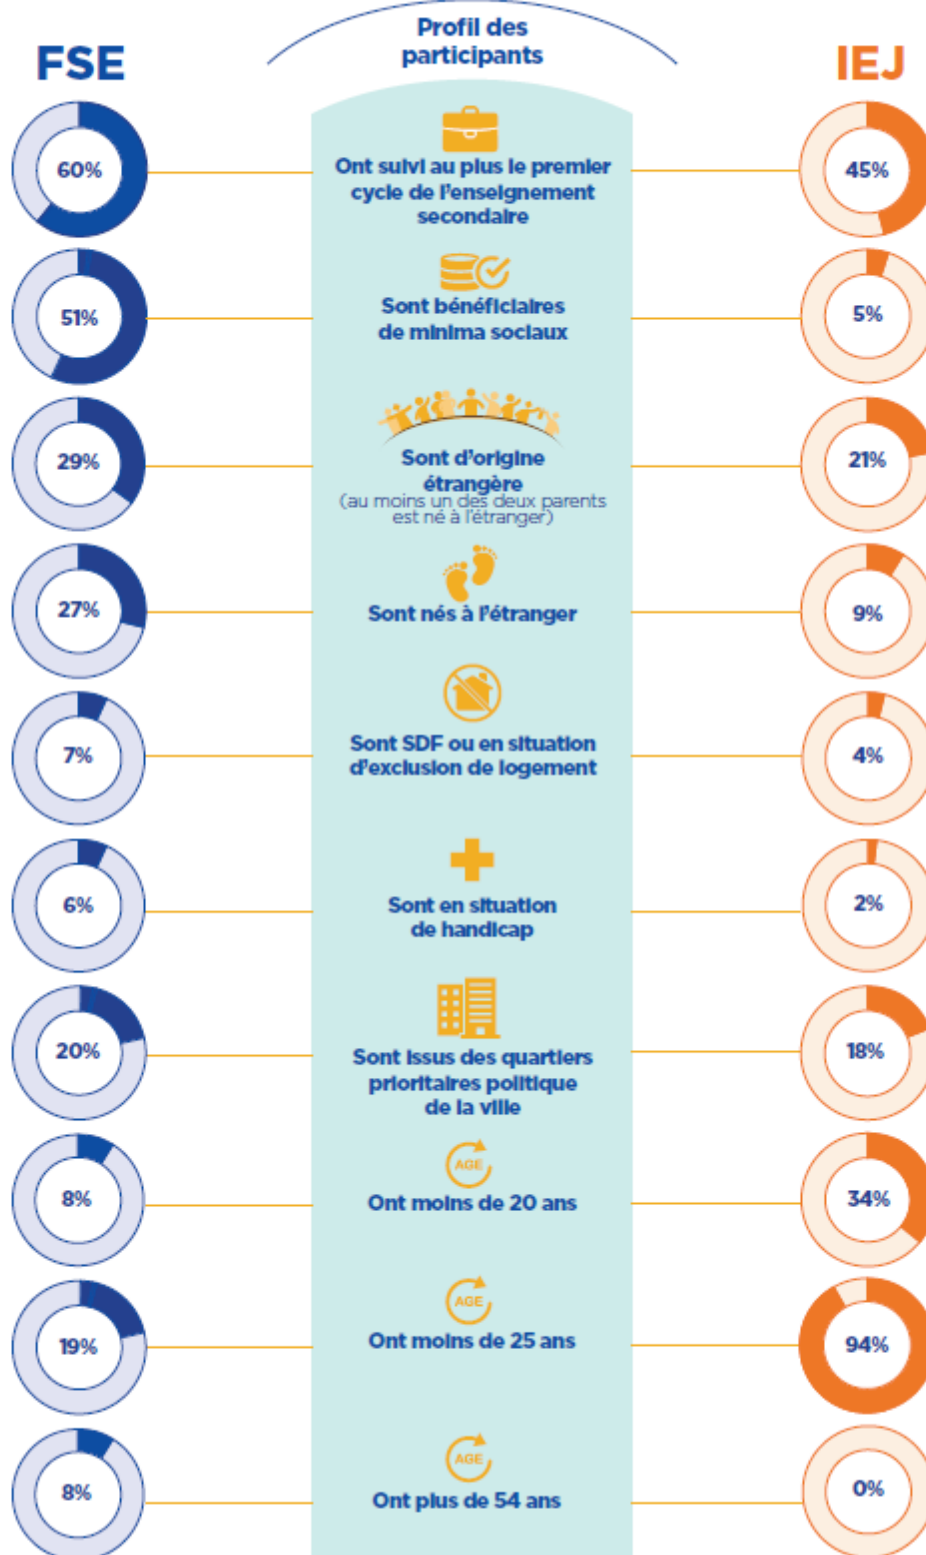 Profil des
participants
FSE
IEJ
60%
Ont suivi au plus le premier
cycle de l'enseignement
secondaire
45%
51%
Sont bénéficiaires
de minima sociaux
5%
29%
Sont d'origine
étrangère
(au moins un des deux parents
est né à l'étranger)
21%
27%
Sont nés à l'étranger
9%
7%
Sont SDF ou en situation
d'exclusion de logement
4%
6%
Sont en situation
de handicap
2%
20%
Sont issus des quartiers
prioritaires politique
de la ville
18%
AGE
8%
Ont moins de 20 ans
34%
AGE
19%
Ont moins de 25 ans
94%
AGE
8%
Ont plus de 54 ans
0%